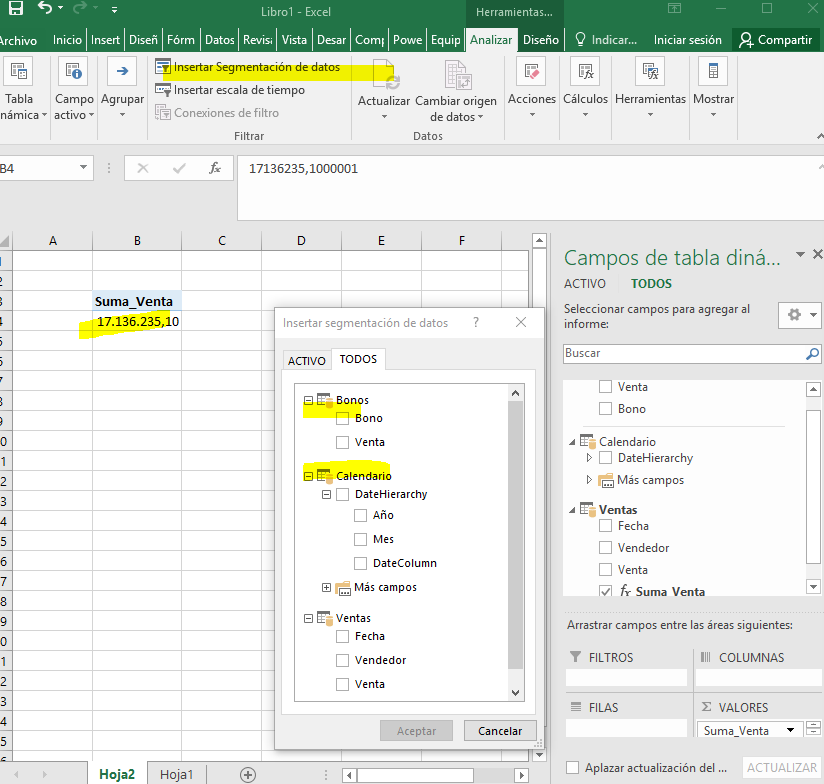 Libro1 - Excel
Herramientas...
Archivo Inicio Insert Diseñ Fórm Datos Revis Vista Desar Comp Powe Equip Analizar Diseño Indicar... Iniciar sesión Compartir
Tabla
námica
Campo
activo
Agrupar
Insertar Segmentación de datos
Insertar escala de tiempo
Conexiones de filtro
Filtrar
Actualizar
Cambiar origen
de datos
Datos
Acciones
Cálculos
Herramientas
Mostrar
B4
fx
17136235,1000001
A B C D E F
Suma_Venta
17.136.235,10
Insertar segmentación de datos ?
ACTIVO TODOS
Bonos
Bono
Venta
Calendario
DateHierarchy
Año
Mes
DateColumn
Más campos
Ventas
Fecha
Vendedor
Venta
Aceptar Cancelar
Campos de tabla diná...
ACTIVO TODOS
Seleccionar campos para agregar al
informe:
Buscar
Venta
Bono
Calendario
DateHierarchy
Más campos
Ventas
Fecha
Vendedor
Venta
fx Suma_Venta
Arrastrar campos entre las áreas siguientes:
FILTROS
COLUMNAS
FILAS
Σ VALORES
Suma_Venta
Aplazar actualización del ...
ACTUALIZAR
Hoja2 Hoja1